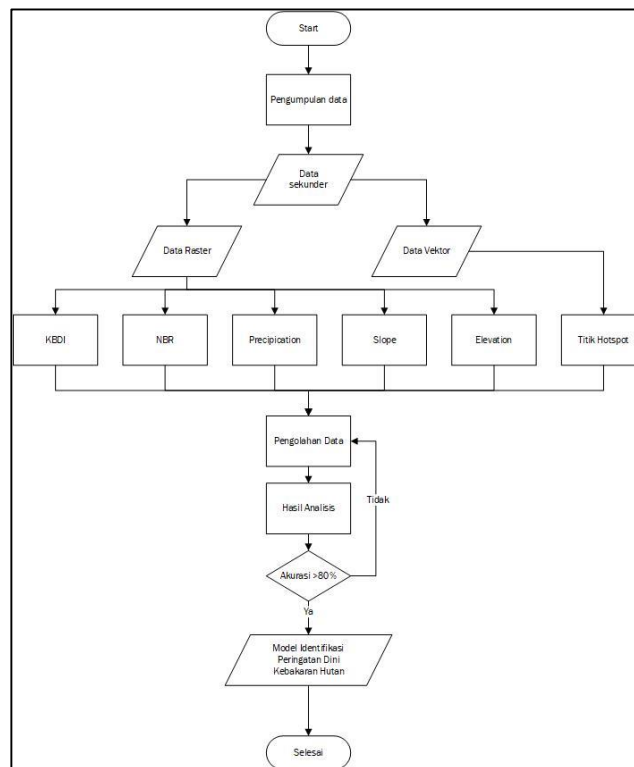 Start
Pengumpulan data
Data
sekunder
Data Raster
Data Vektor
KBDI
NBR
Precipication
Slope
Elevation
Titik Hotspot
Pengolahan Data
Tidak
Hasil Analisis
Akurasi >80%
Ya
Model Identifikasi
Peringatan Dini
Kebakaran Hutan
Selesai